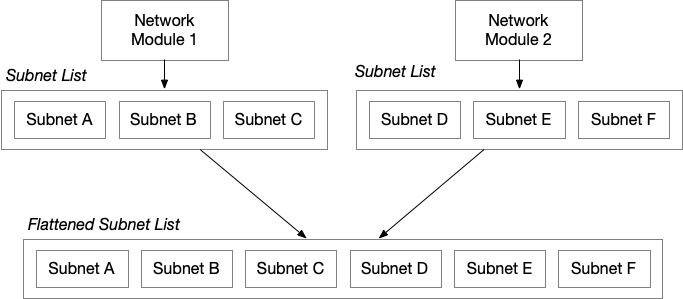 Network
Module 1
Network
Module 2
Subnet List
Subnet List
Subnet A
Subnet B
Subnet C
Subnet D
Subnet E
Subnet F
Flattened Subnet List
Subnet A
Subnet B
Subnet C
Subnet D
Subnet E
Subnet F